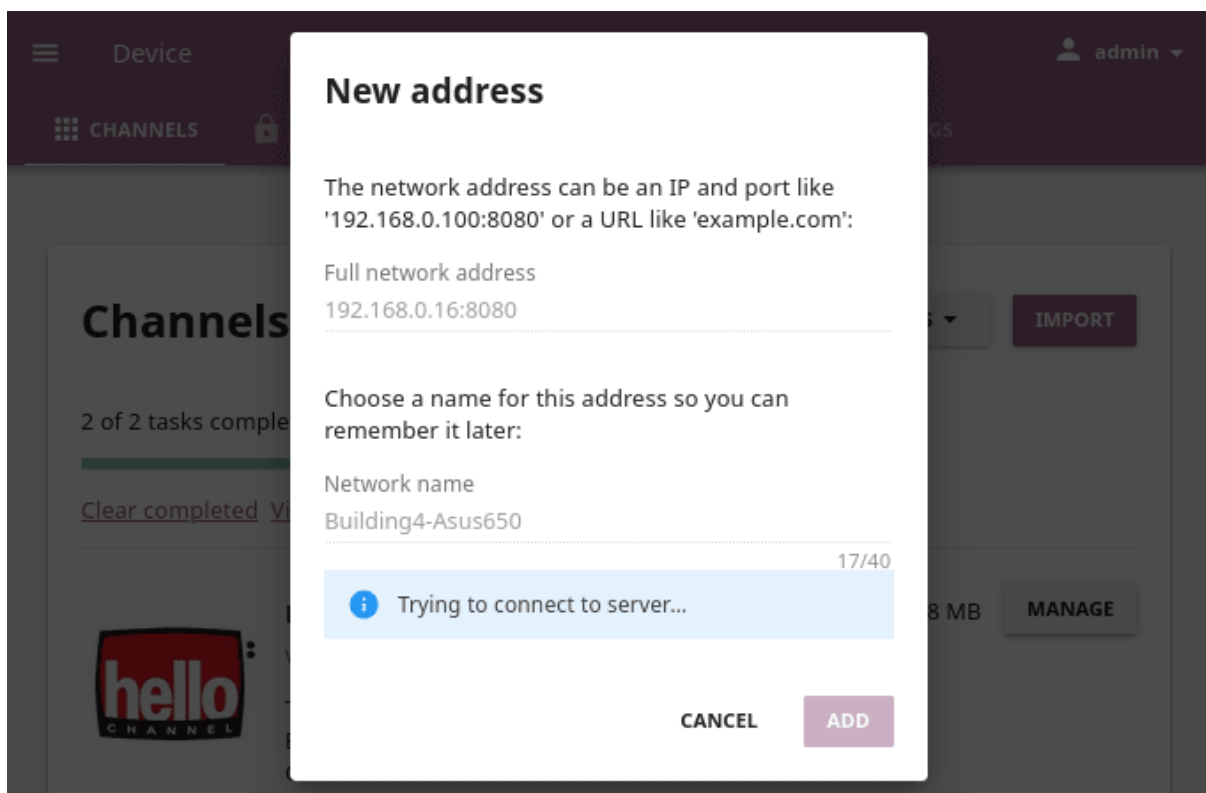 Device
admin
CHANNELS
New address
The network address can be an IP and port like
'192.168.0.100:8080' or a URL like 'example.com':
Full network address
192.168.0.16:8080
Channels
IMPORT
Choose a name for this address so you can
remember it later:
2 of 2 tasks comple
Network name
Clear completed Vi
Building4-Asus650
17/40
Trying to connect to server...
8 MB
MANAGE
hello
CHANNEL
CANCEL
ADD